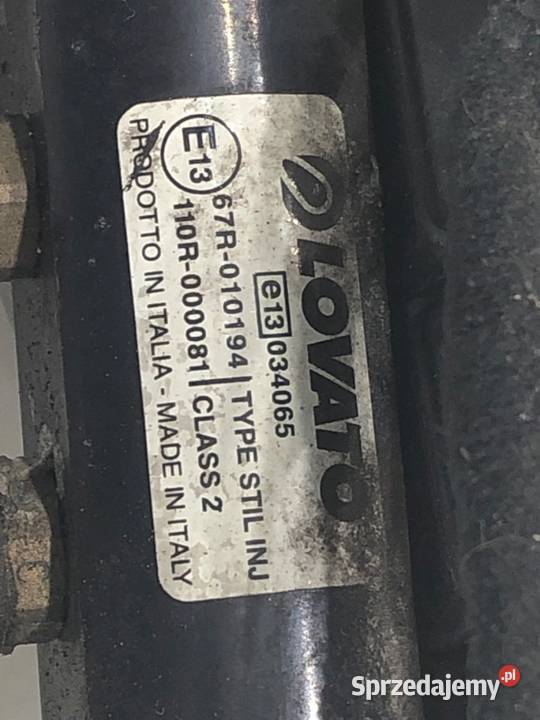 LOVATO
e13 034065
E13 67R-010194 | TYPE STIL INJ
110R-000081 | CLASS 2
PRODOTTO IN ITALIA - MADE IN ITALY
Sprzedajemy.pl